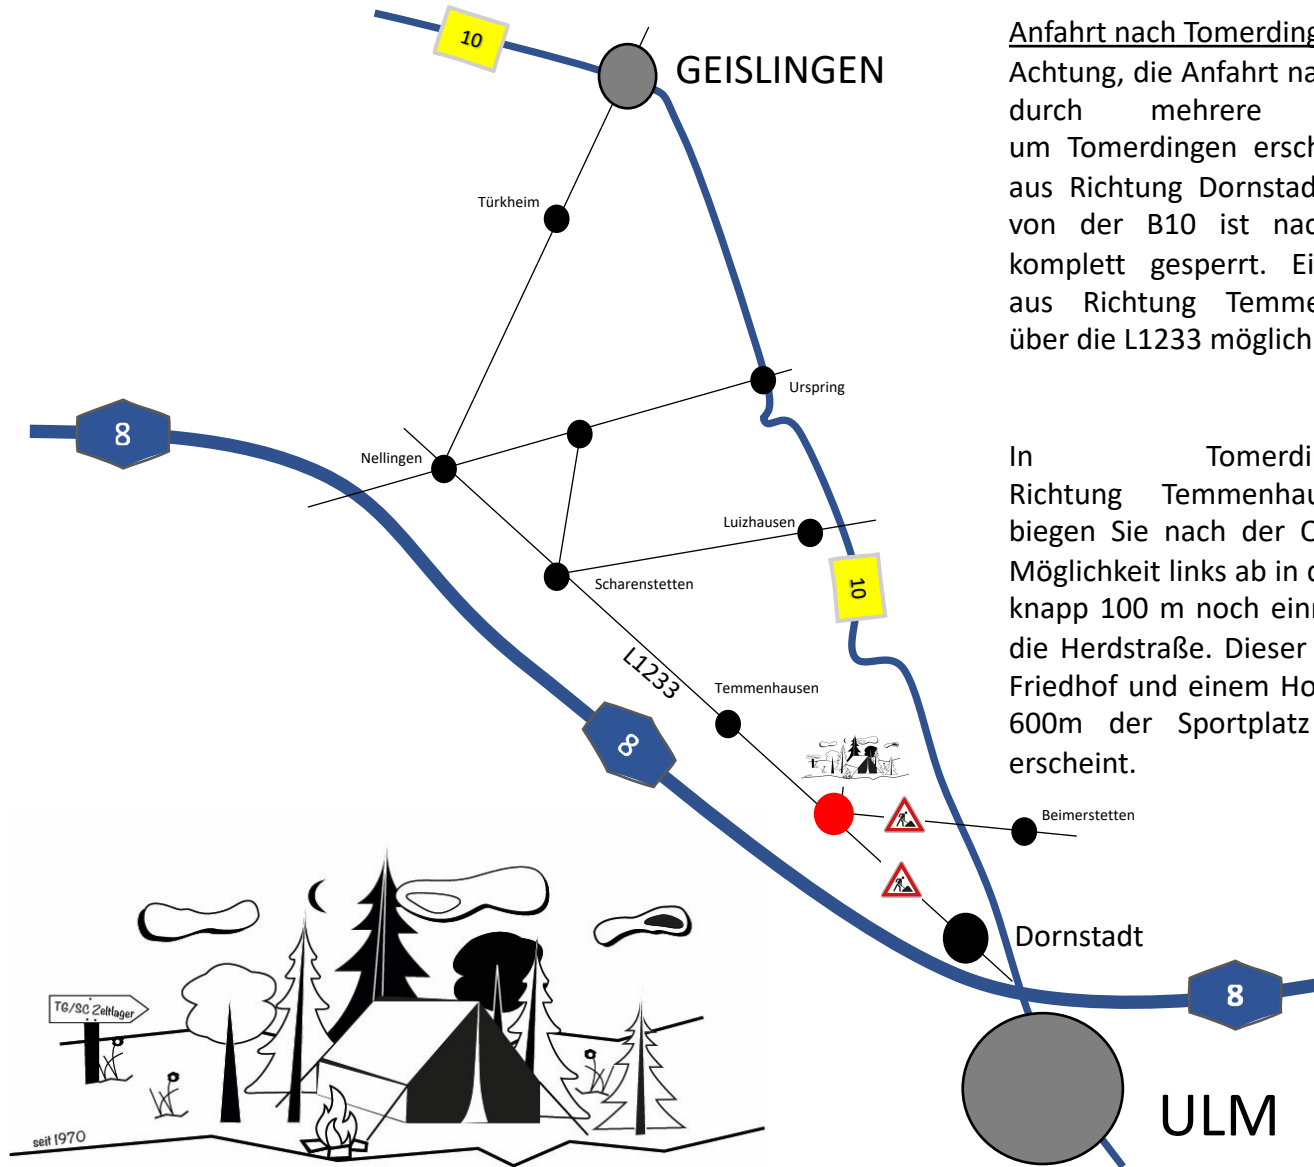 10
GEISLINGEN
Türkheim
Urspring
8
Nellingen
Luizhausen
Scharenstetten
10
L1233
Temmenhausen
8
Beimerstetten
Dornstadt
8
ULM
TG/SC Zeltlager
seit 1970
Anfahrt nach Tomerding
Achtung, die Anfahrt na
durch mehrere
um Tomerdingen ersch
aus Richtung Dornstad
von der B10 ist nac
komplett gesperrt. Ei
aus Richtung Temme
über die L1233 möglich
In Tomerdi
Richtung Temmenhau
biegen Sie nach der O
Möglichkeit links ab in d
knapp 100 m noch einm
die Herdstraße. Dieser
Friedhof und einem Ho
600m der Sportplatz
erscheint.